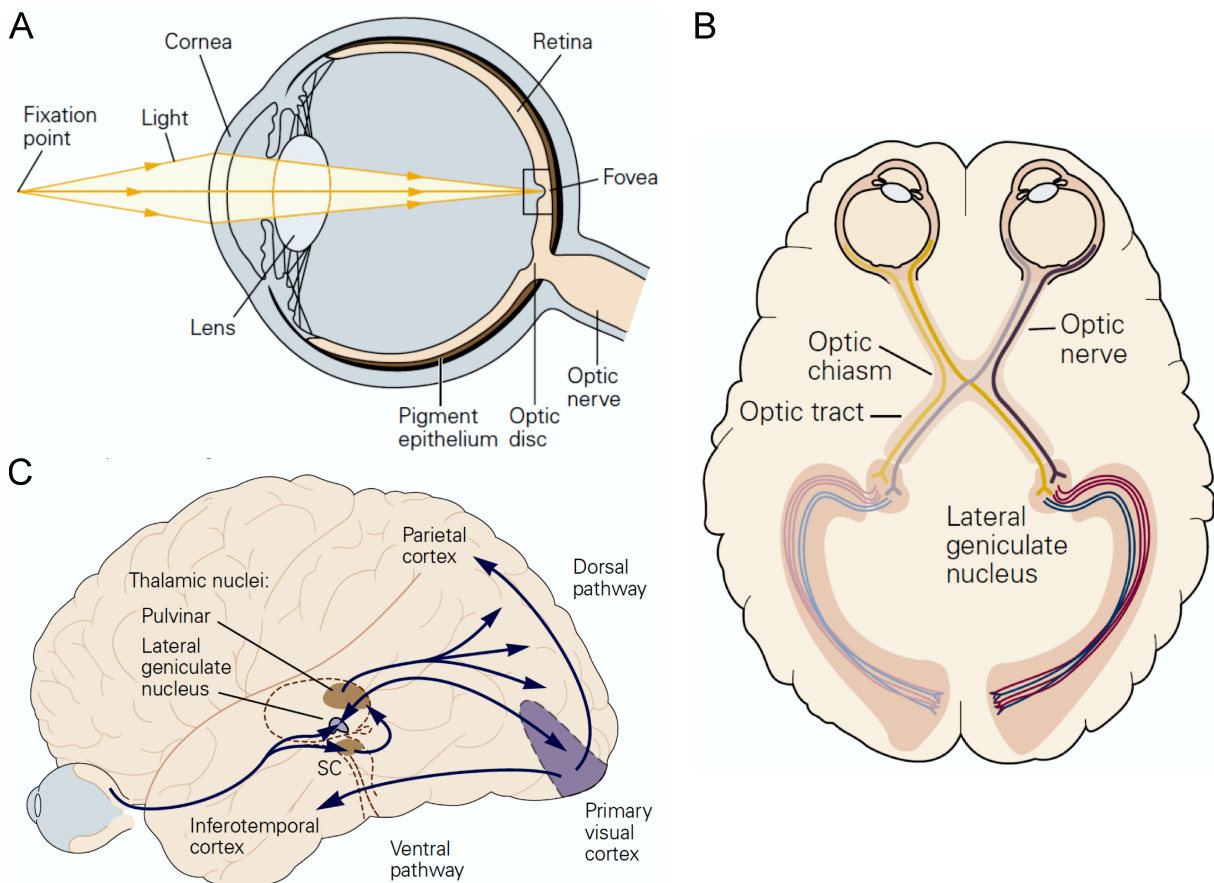 A
Cornea
Retina
Fixation
point
Light
Fovea
Lens
Optic
nerve
Pigment
epithelium
Optic
disc
B
Optic
chiasm
Optic
nerve
Optic tract
Lateral
geniculate
nucleus
C
Parietal
cortex
Dorsal
pathway
Thalamic nuclei:
Pulvinar
Lateral
geniculate
nucleus
SC
Inferotemporal
cortex
Ventral
pathway
Primary
visual
cortex